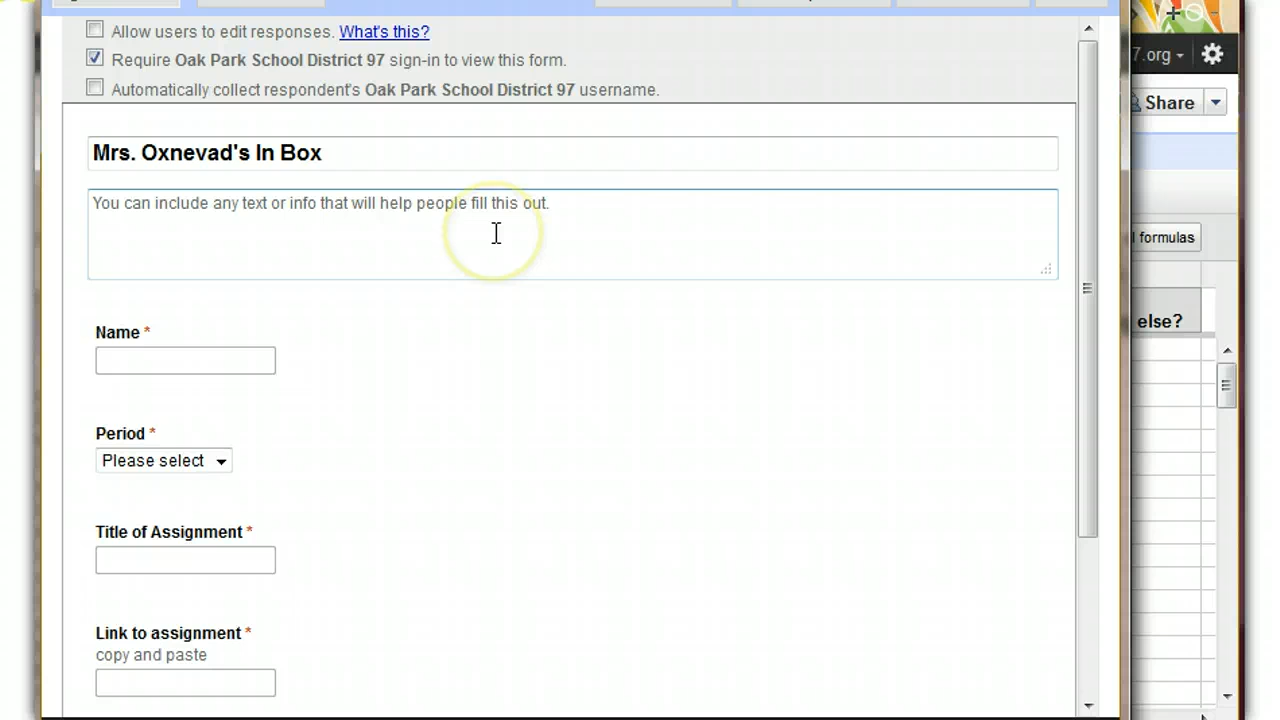 Allow users to edit responses. What's this?
Require Oak Park School District 97 sign-in to view this form.
7.org
Automatically collect respondent's Oak Park School District 97 username.
Share
Mrs. Oxnevad's In Box
You can include any text or info that will help people fill this out.
formulas
else?
Name *
Period *
Please select
Title of Assignment *
Link to assignment *
copy and paste